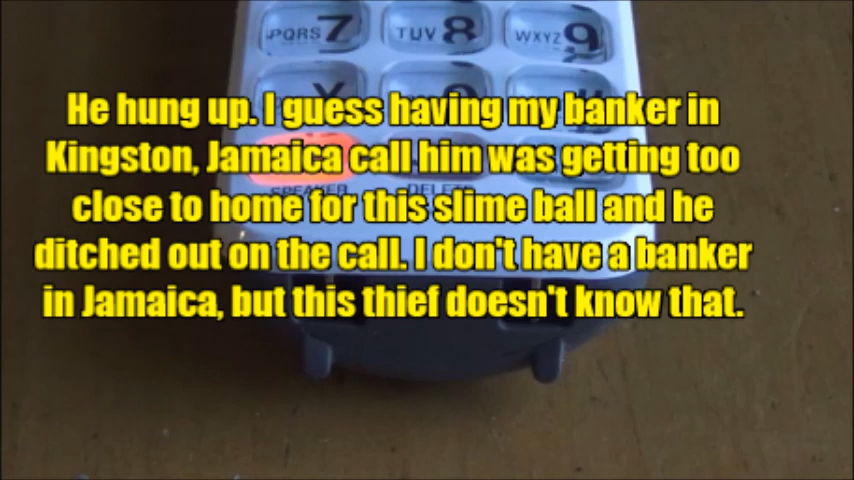 PQRS 7 TUV 8 WXYZ 9
He hung up. I guess having my banker in
Kingston, Jamaica call him was getting too
SPEAKER DELETE
close to home for this slime ball and he
ditched out on the call. I don't have a banker
in Jamaica, but this thief doesn't know that.